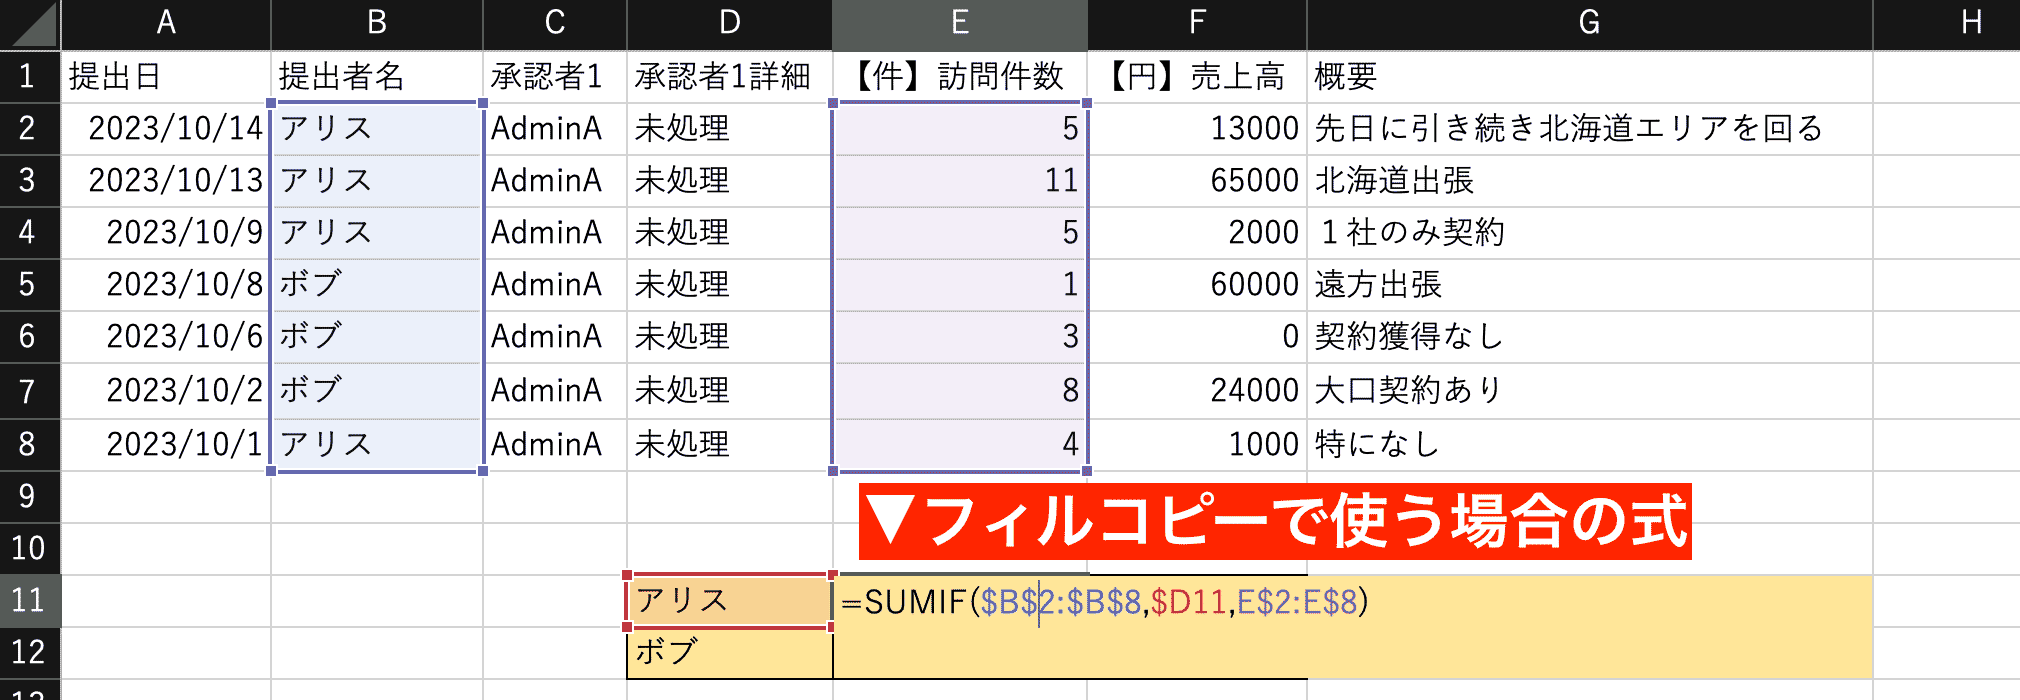 A B C D E F G H
1 提出日 提出者名 承認者1 承認者1詳細 【件】訪問件数 【円】売上高 概要
2 2023/10/14 アリス AdminA 未処理 5 13000 先日に引き続き北海道エリアを回る
3 2023/10/13 アリス AdminA 未処理 11 65000 北海道出張
4 2023/10/9 アリス AdminA 未処理 5 2000 １社のみ契約
5 2023/10/8 ボブ AdminA 未処理 1 60000 遠方出張
6 2023/10/6 ボブ AdminA 未処理 3 0 契約獲得なし
7 2023/10/2 ボブ AdminA 未処理 8 24000 大口契約あり
8 2023/10/1 アリス AdminA 未処理 4 1000 特になし
9
▼フィルコピーで使う場合の式
10
11 アリス =SUMIF($B$2:$B$8,$D11,E$2:E$8)
12 ボブ